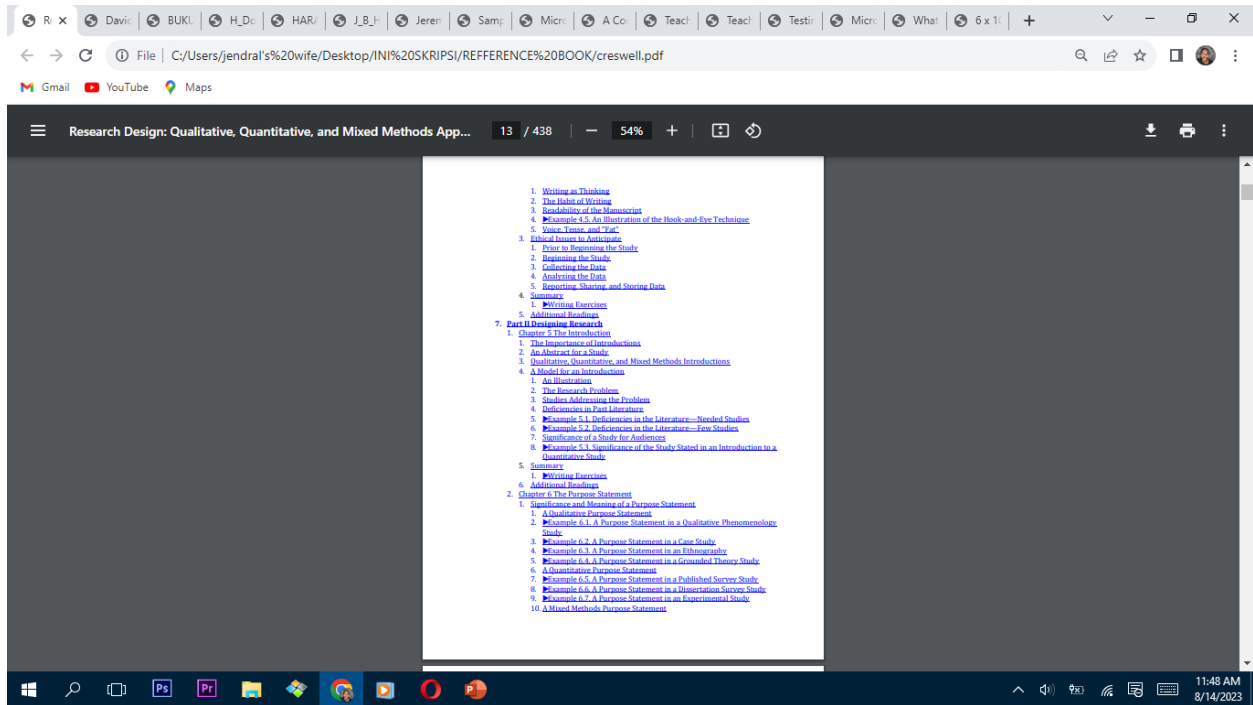 R
Davic
BUKU
H_Do
HARA
J_B_H
Jeren
Samp
Micro
A Co
Teach
Teach
Testin
Micro
What
6 x 1
File | C:/Users/jendral's%20wife/Desktop/INI%20SKRIPSI/REFFERENCE%20BOOK/creswell.pdf
Gmail YouTube Maps
Research Design: Qualitative, Quantitative, and Mixed Methods App... 13 / 438 | − 54% + |
1. Writing as Thinking
2. The Habit of Writing
3. Readability of the Manuscript
4. ▶Example 4.5. An Illustration of the Hook-and-Eye Technique
5. Voice, Tense, and "Fat"
3. Ethical Issues to Anticipate
1. Prior to Beginning the Study
2. Beginning the Study
3. Collecting the Data
4. Analyzing the Data
5. Reporting, Sharing, and Storing Data
4. Summary
1. ▶Writing Exercises
5. Additional Readings
7. Part II Designing Research
1. Chapter 5 The Introduction
1. The Importance of Introductions
2. An Abstract for a Study
3. Qualitative, Quantitative, and Mixed Methods Introductions
4. A Model for an Introduction
1. An Illustration
2. The Research Problem
3. Studies Addressing the Problem
4. Deficiencies in Past Literature
5. ▶Example 5.1. Deficiencies in the Literature—Needed Studies
6. ▶Example 5.2. Deficiencies in the Literature—Few Studies
7. Significance of a Study for Audiences
8. ▶Example 5.3. Significance of the Study Stated in an Introduction to a
Quantitative Study
5. Summary
1. ▶Writing Exercises
6. Additional Readings
2. Chapter 6 The Purpose Statement
1. Significance and Meaning of a Purpose Statement
1. A Qualitative Purpose Statement
2. ▶Example 6.1. A Purpose Statement in a Qualitative Phenomenology
Study
3. ▶Example 6.2. A Purpose Statement in a Case Study
4. ▶Example 6.3. A Purpose Statement in an Ethnography
5. ▶Example 6.4. A Purpose Statement in a Grounded Theory Study
6. A Quantitative Purpose Statement
7. ▶Example 6.5. A Purpose Statement in a Published Survey Study
8. ▶Example 6.6. A Purpose Statement in a Dissertation Survey Study
9. ▶Example 6.7. A Purpose Statement in an Experimental Study
10. A Mixed Methods Purpose Statement
Ps
Pr
11:48 AM
8/14/2023